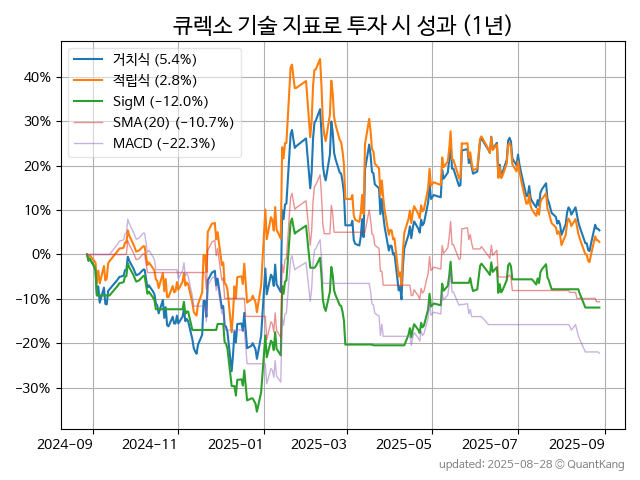 큐렉소 기술 지표로 투자 시 성과 (1년)
거치식 (5.4%)
적립식 (2.8%)
SigM (−12.0%)
SMA(20) (−10.7%)
MACD (−22.3%)
40%
30%
20%
10%
0%
−10%
−20%
−30%
2024-09 2024-11 2025-01 2025-03 2025-05 2025-07 2025-09
updated: 2025-08-28 © QuantKang